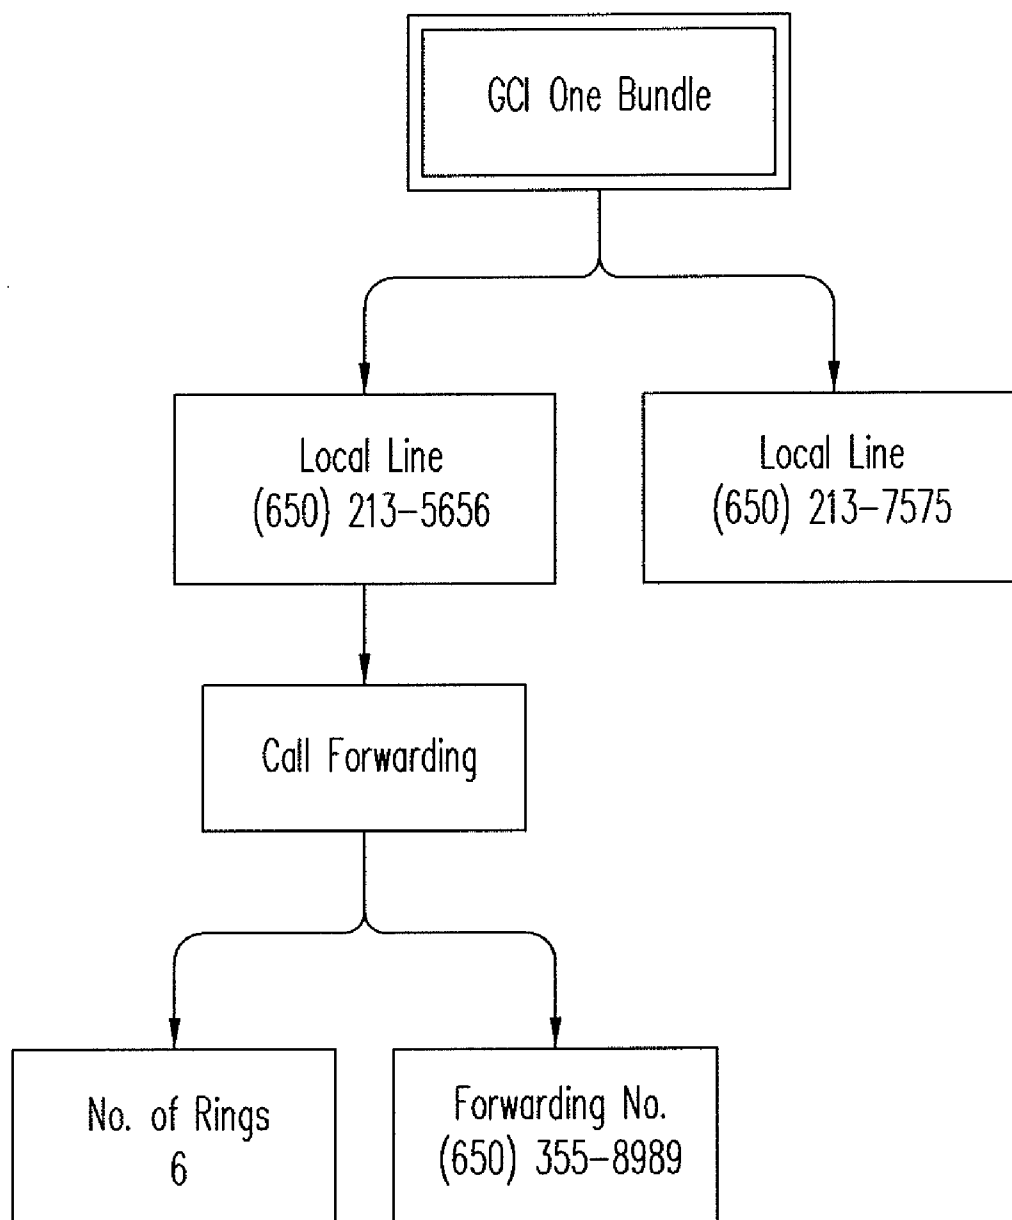 GCI One Bundle
Local Line
(650) 213-5656
Local Line
(650) 213-7575
Call Forwarding
No. of Rings
6
Forwarding No.
(650) 355-8989